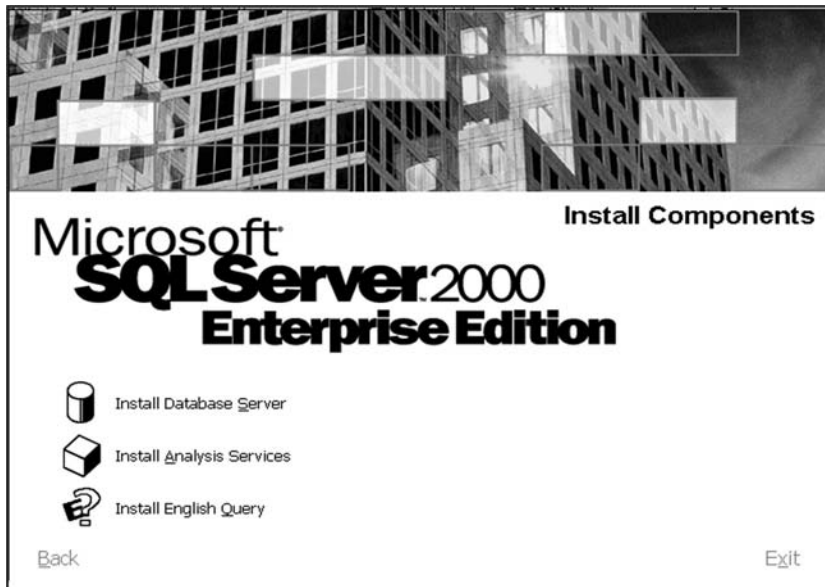 Install Components
Microsoft
SQL Server 2000
Enterprise Edition
Install Database Server
Install Analysis Services
Install English Query
Back
Exit